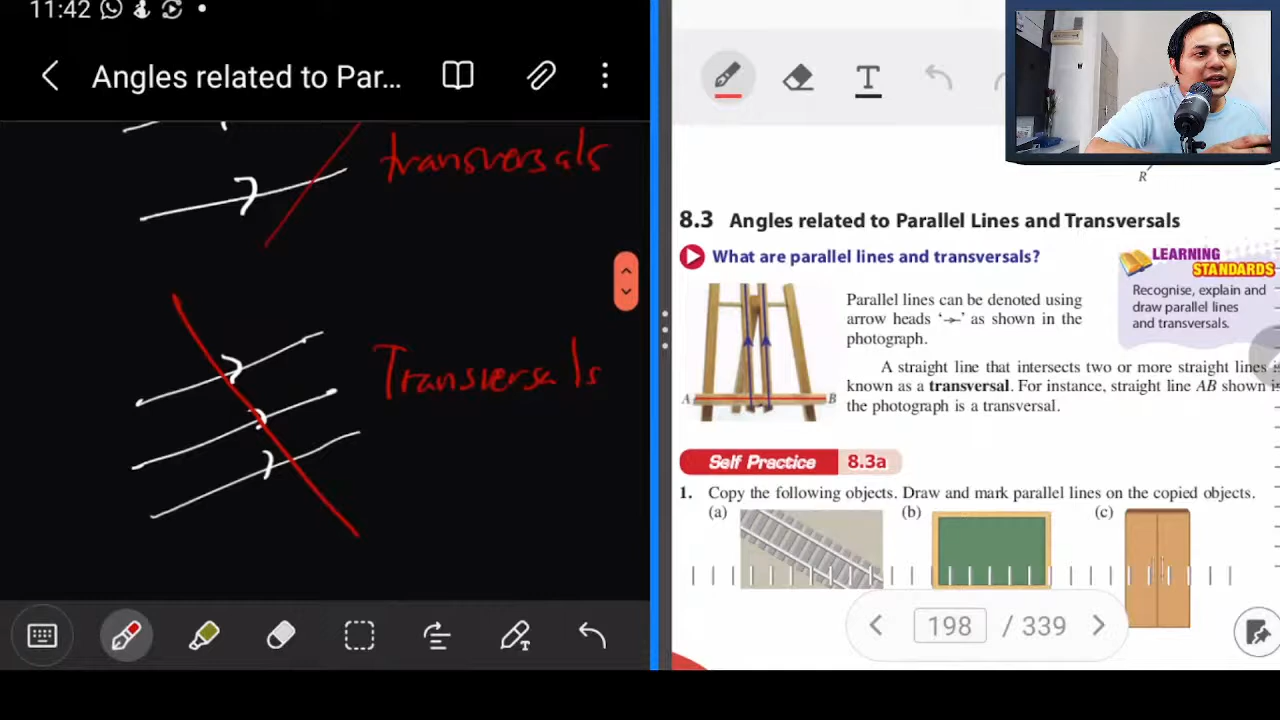 11:42
Angles related to Par...
transversals
Transversals
R
8.3 Angles related to Parallel Lines and Transversals
What are parallel lines and transversals?
LEARNING
STANDARDS
Recognise, explain and
draw parallel lines
and transversals.
Parallel lines can be denoted using
arrow heads ‘→’ as shown in the
photograph.
A straight line that intersects two or more straight lines
known as a transversal. For instance, straight line AB shown
the photograph is a transversal.
A
B
Self Practice 8.3a
1. Copy the following objects. Draw and mark parallel lines on the copied objects.
(a) (b) (c)
198 / 339